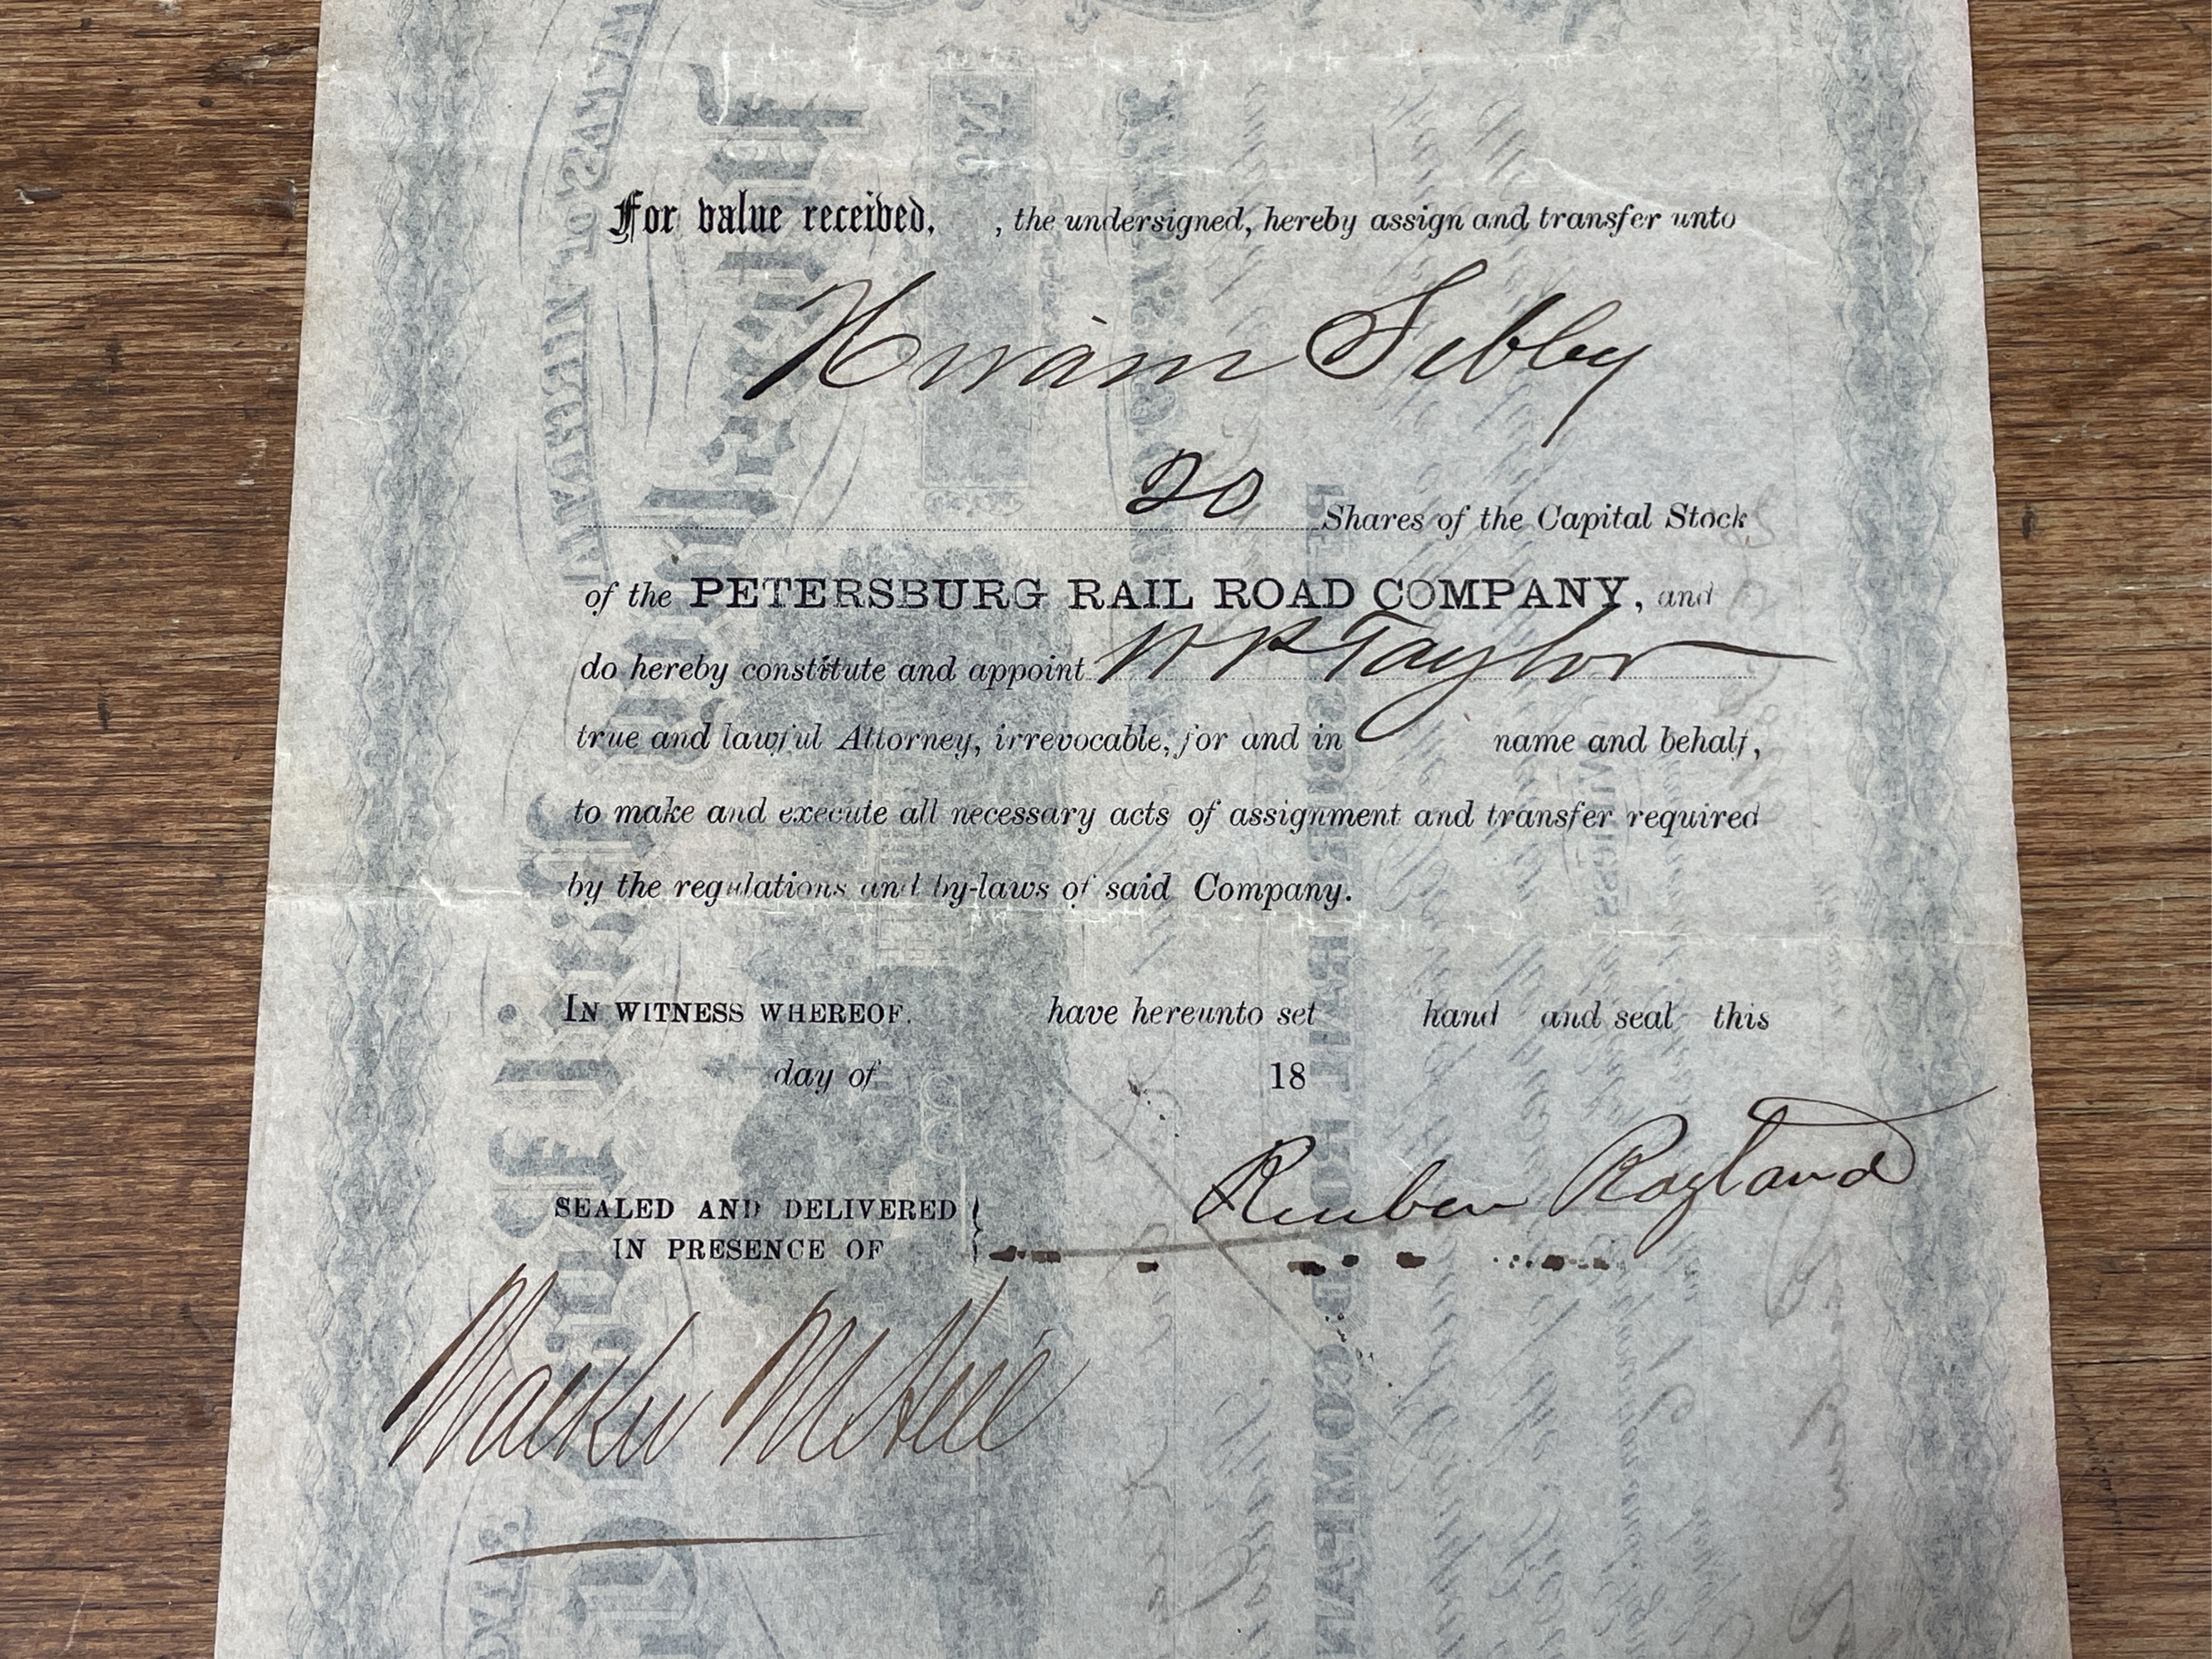 For value received, , the undersigned, hereby assign and transfer unto
Hiram Sibley
20 Shares of the Capital Stock
of the PETERSBURG RAIL ROAD COMPANY, and
do hereby constitute and appoint W P Taylor
true and lawful Attorney, irrevocable, for and in name and behalf,
to make and execute all necessary acts of assignment and transfer required
by the regulations and by-laws of said Company.
IN WITNESS WHEREOF, have hereunto set hand and seal this
day of 18
Reuben Ragland
SEALED AND DELIVERED
IN PRESENCE OF